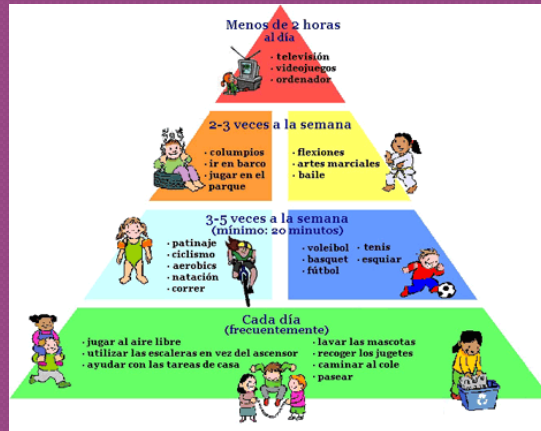 Menos de 2 horas
al día
· televisión
· videojuegos
· ordenador
2-3 veces a la semana
· columpios
· ir en barco
· jugar en el
parque
· flexiones
· artes marciales
· baile
3-5 veces a la semana
(mínimo: 20 minutos)
· patinaje
· ciclismo
· aerobics
· natación
· correr
· voleibol
· basquet
· fútbol
· tenis
· esquiar
Cada día
(frecuentemente)
· jugar al aire libre
· utilizar las escaleras en vez del ascensor
· ayudar con las tareas de casa
· lavar las mascotas
· recoger los jugetes
· caminar al cole
· pasear